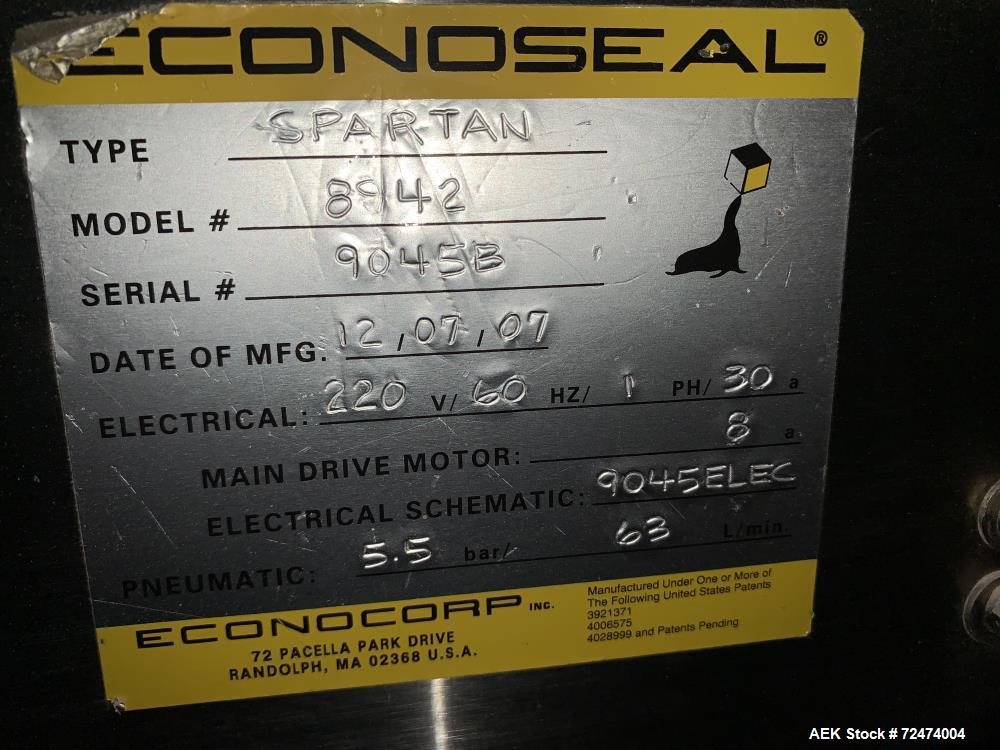 ECONOSEAL®
TYPE SPARTAN
MODEL # 8942
SERIAL # 9045B
DATE OF MFG. 12,07,07
ELECTRICAL: 220 V/ 60 HZ/ 1 PH/ 30 a
MAIN DRIVE MOTOR: 8 a.
ELECTRICAL SCHEMATIC: 9045ELEC
PNEUMATIC: 5.5 bar/ 63 L/min.
ECONOCORP INC.
72 PACELLA PARK DRIVE
RANDOLPH, MA 02368 U.S.A.
Manufactured Under One or More of
The Following United States Patents
3921371
4006575
4028999 and Patents Pending
AEK Stock # 72474004